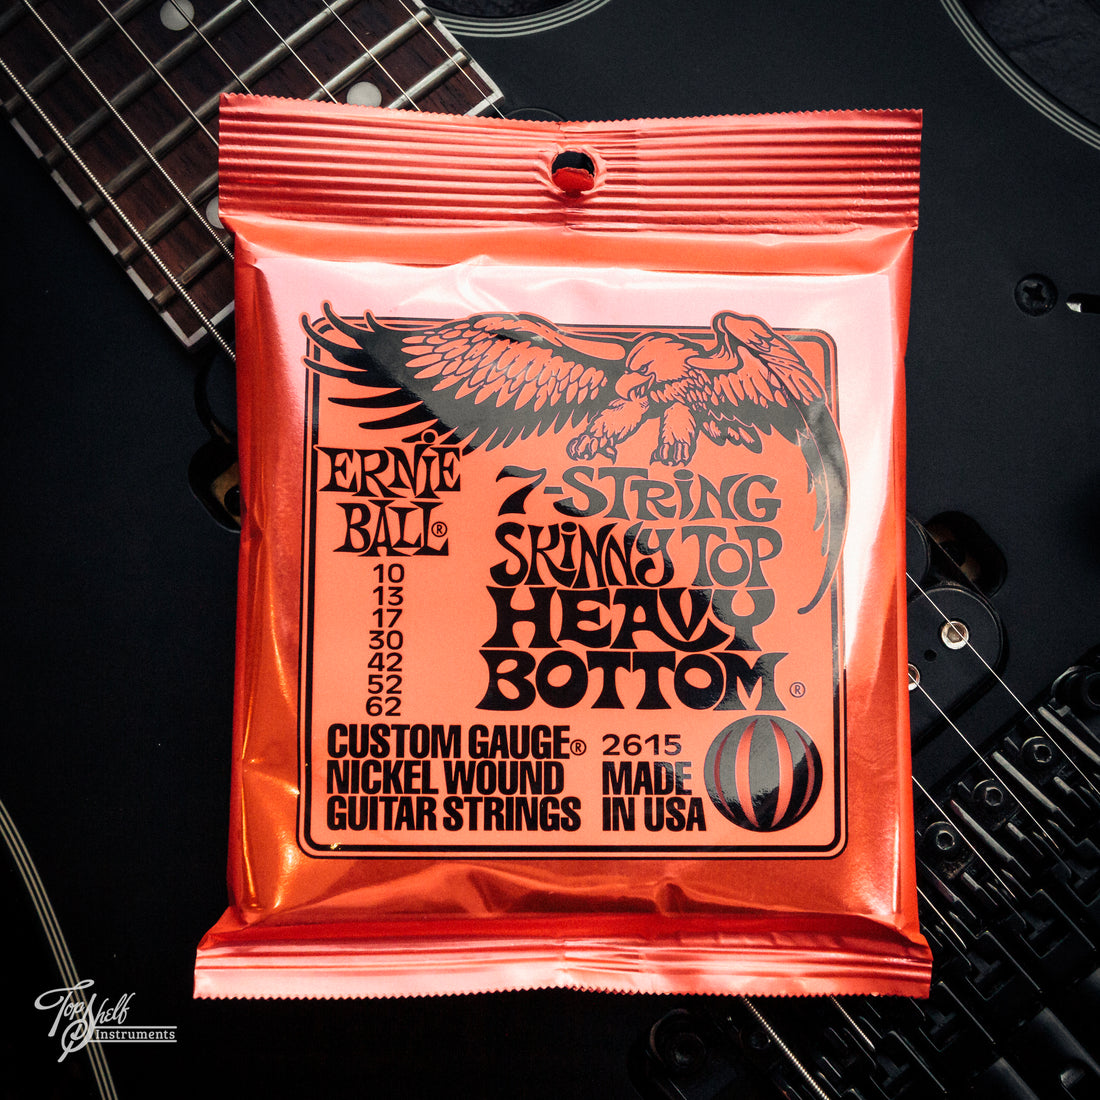 ERNIE
BALL®
10
13
17
30
42
52
62
7-STRING
SKINNY TOP
HEAVY
BOTTOM®
CUSTOM GAUGE®
NICKEL WOUND
GUITAR STRINGS
2615
MADE
IN USA
Top Shelf
Instruments